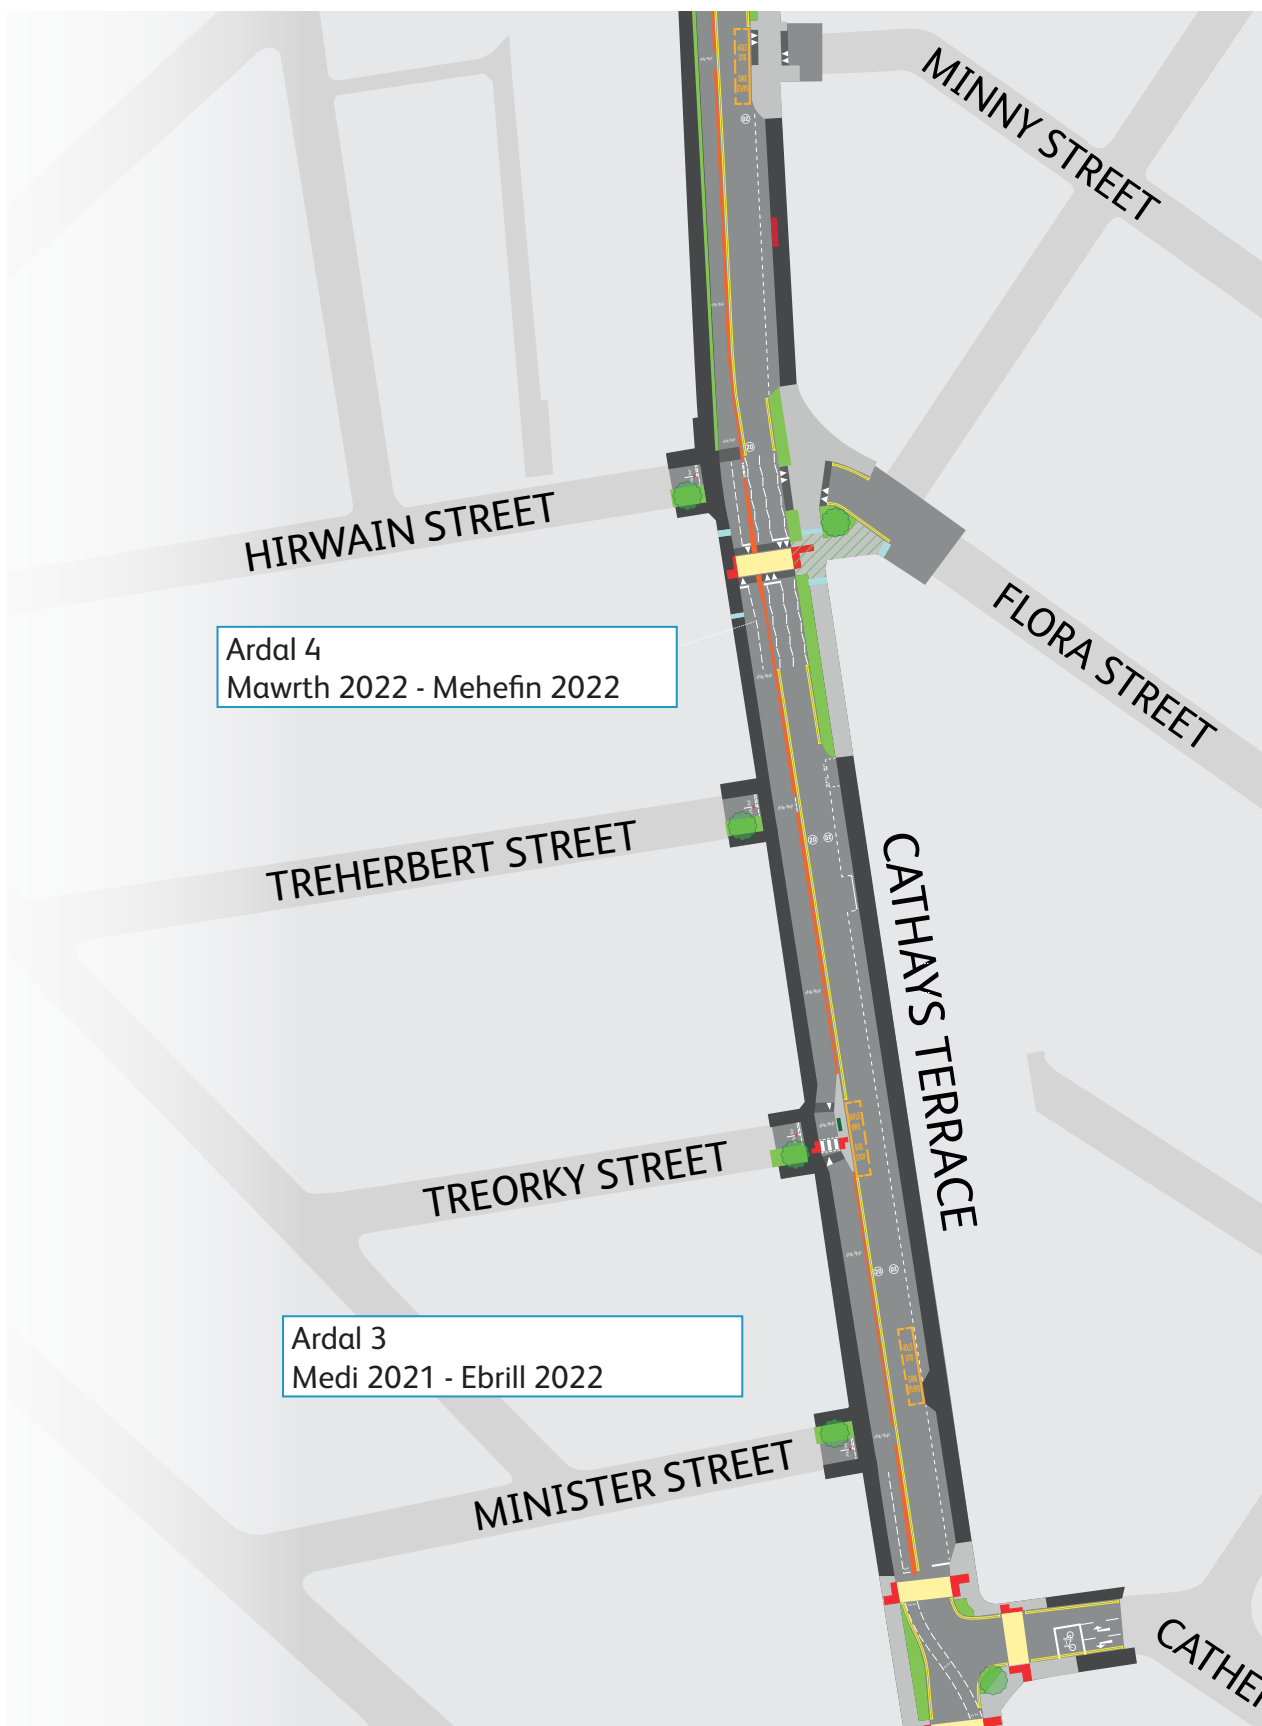 MINNY STREET
HIRWAIN STREET
FLORA STREET
Ardal 4
Mawrth 2022 - Mehefin 2022
TREHERBERT STREET
CATHAYS TERRACE
TREORKY STREET
Ardal 3
Medi 2021 - Ebrill 2022
MINISTER STREET
CATHE